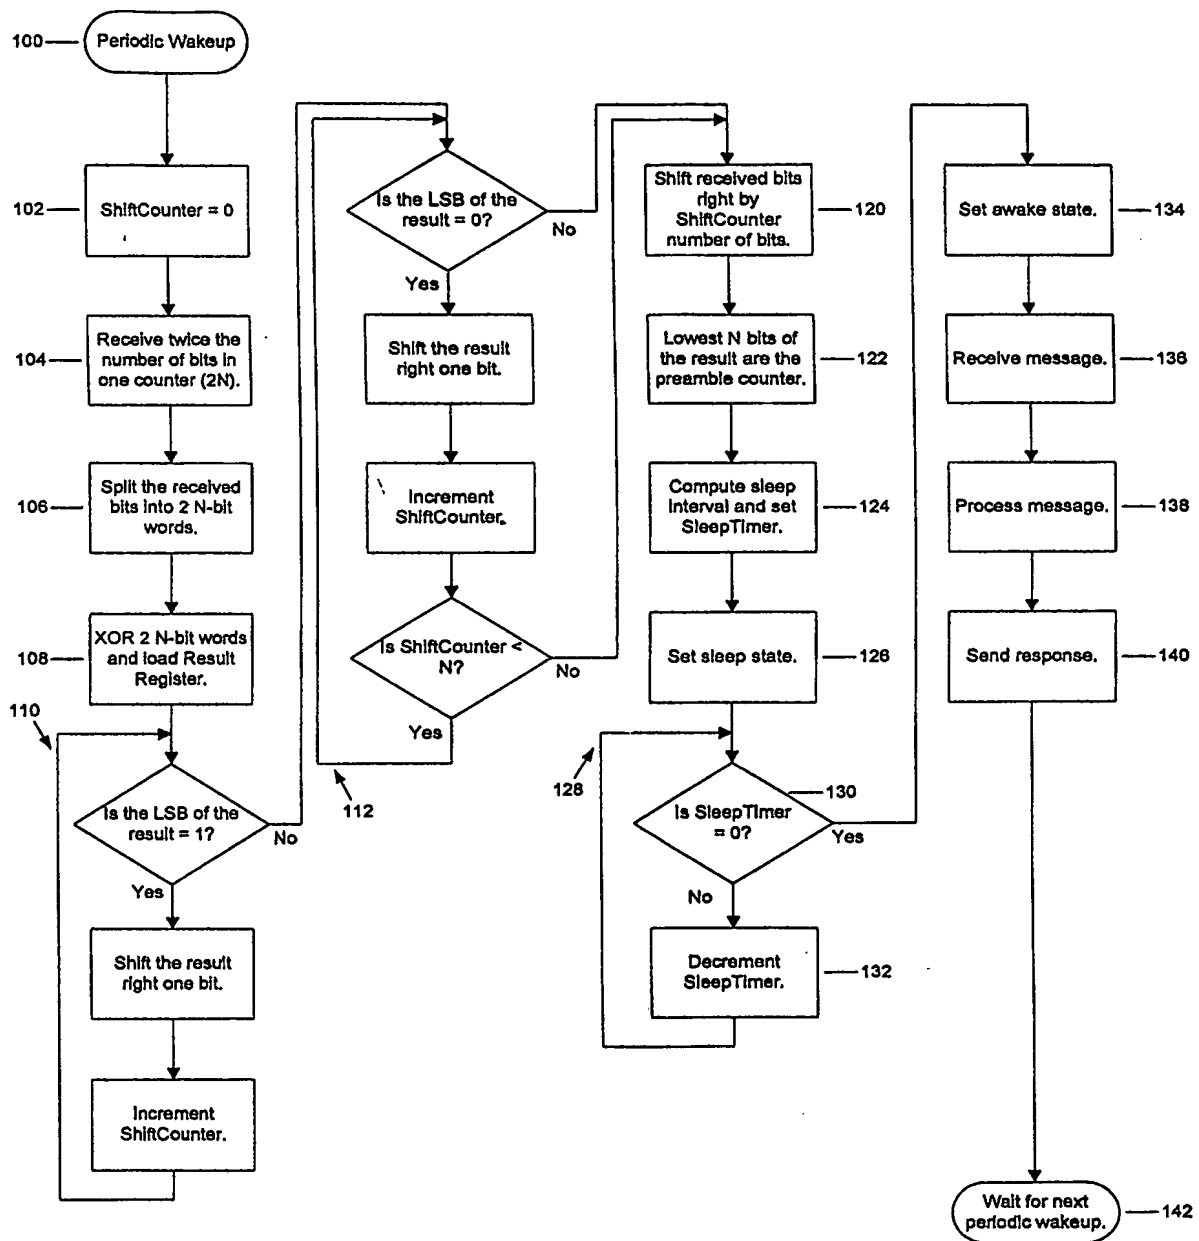 100
Periodic Wakeup
102
ShiftCounter = 0
104
Receive twice the
number of bits in
one counter (2N).
106
Split the received
bits into 2 N-bit
words.
108
XOR 2 N-bit words
and load Result
Register.
110
Is the LSB of the
result = 1?
No
Yes
Shift the result
right one bit.
Increment
ShiftCounter.
Is the LSB of the
result = 0?
No
Yes
Shift the result
right one bit.
Increment
ShiftCounter.
Is ShiftCounter <
N?
No
Yes
112
Shift received bits
right by
ShiftCounter
number of bits.
120
Lowest N bits of
the result are the
preamble counter.
122
Compute sleep
interval and set
SleepTimer.
124
Set sleep state.
126
128
130
Is SleepTimer
= 0?
Yes
No
Decrement
SleepTimer.
132
Set awake state.
134
Receive message.
136
Process message.
138
Send response.
140
Wait for next
periodic wakeup.
142